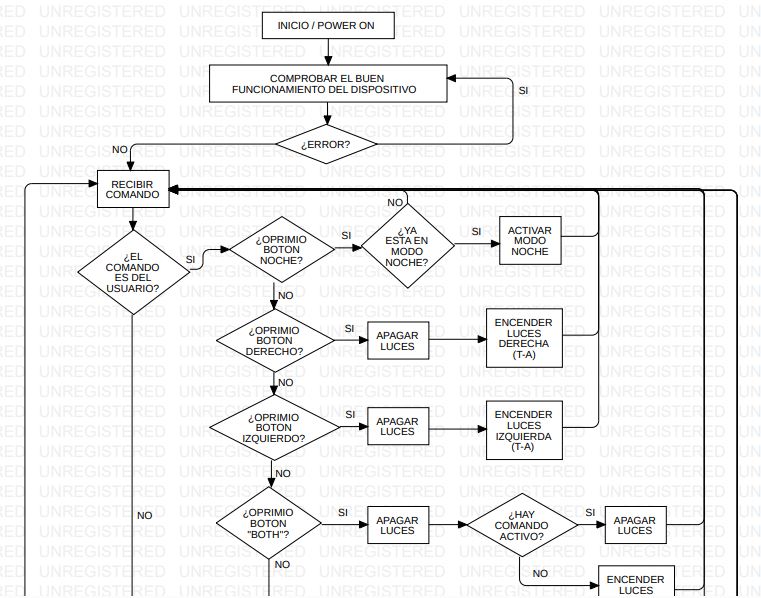 INICIO / POWER ON
COMPROBAR EL BUEN
FUNCIONAMIENTO DEL DISPOSITIVO
SI
¿ERROR?
NO
RECIBIR
COMANDO
¿EL
COMANDO
ES DEL
USUARIO?
SI
¿OPRIMIO
BOTON
NOCHE?
SI
NO
¿YA
ESTA EN
MODO
NOCHE?
SI
ACTIVAR
MODO
NOCHE
NO
¿OPRIMIO
BOTON
DERECHO?
SI
APAGAR
LUCES
ENCENDER
LUCES
DERECHA
(T-A)
NO
¿OPRIMIO
BOTON
IZQUIERDO?
SI
APAGAR
LUCES
ENCENDER
LUCES
IZQUIERDA
(T-A)
NO
NO
¿OPRIMIO
BOTON
"BOTH"?
SI
APAGAR
LUCES
¿HAY
COMANDO
ACTIVO?
SI
APAGAR
LUCES
NO
NO
ENCENDER
LUCES
UNREGISTERED